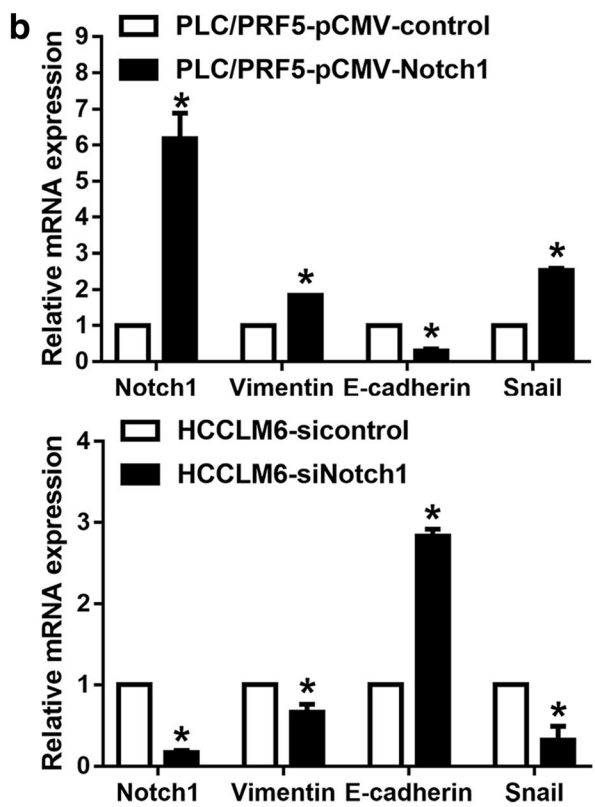 b
PLC/PRF5-pCMV-control
PLC/PRF5-pCMV-Notch1
Relative mRNA expression
9
8
7
6
5
4
3
2
1
0
*
*
*
*
Notch1 Vimentin E-cadherin Snail
HCCLM6-sicontrol
HCCLM6-siNotch1
Relative mRNA expression
4
3
2
1
0
*
*
*
*
Notch1 Vimentin E-cadherin Snail